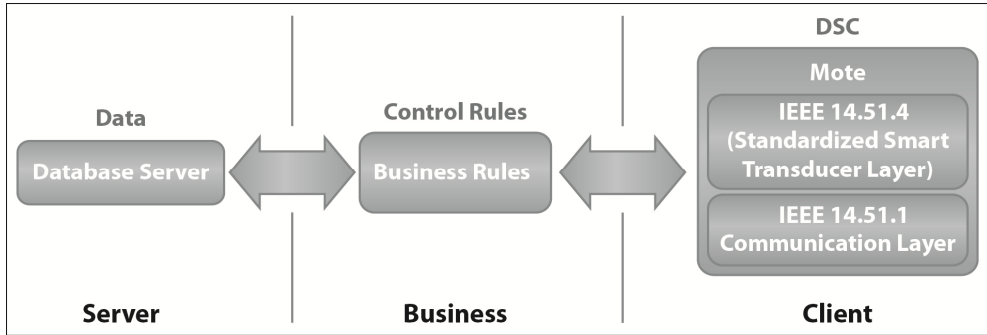 Data
Database Server
Server
Control Rules
Business Rules
Business
DSC
Mote
IEEE 14.51.4
(Standardized Smart
Transducer Layer)
IEEE 14.51.1
Communication Layer
Client